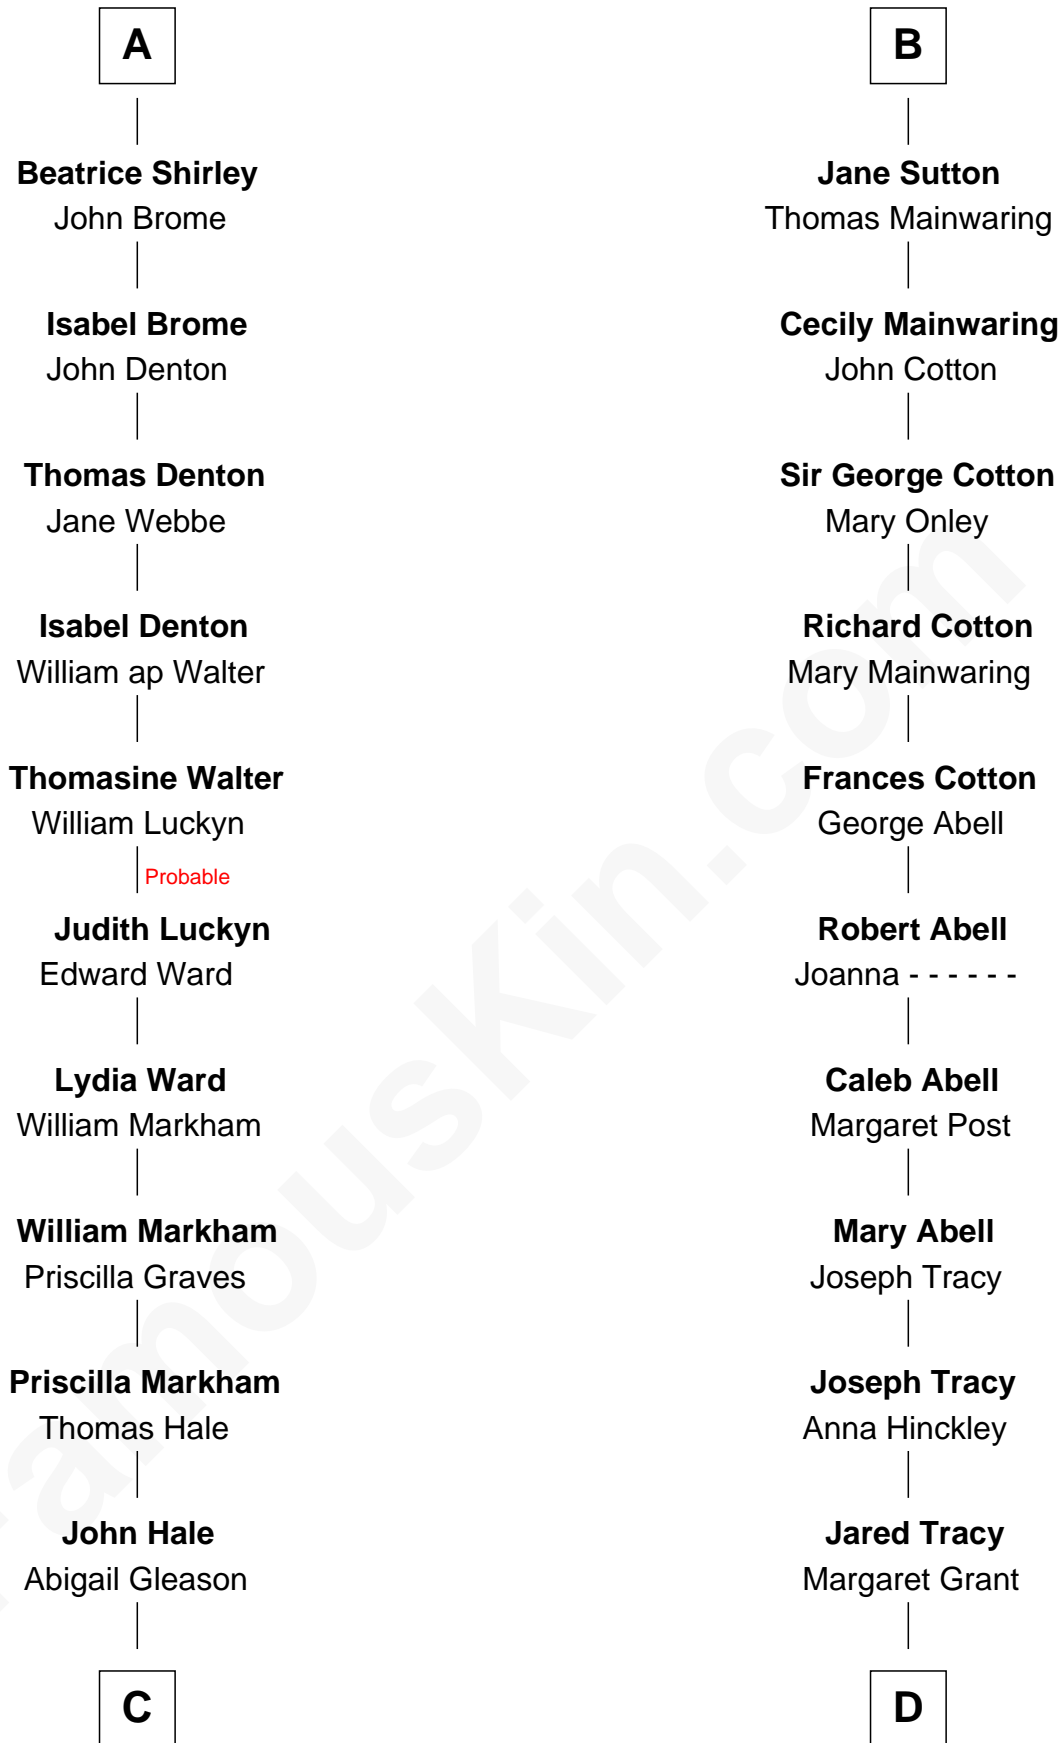 A
Beatrice Shirley
John Brome
Isabel Brome
John Denton
Thomas Denton
Jane Webbe
Isabel Denton
William ap Walter
Thomasine Walter
William Luckyn
Probable
Judith Luckyn
Edward Ward
Lydia Ward
William Markham
William Markham
Priscilla Graves
Priscilla Markham
Thomas Hale
John Hale
Abigail Gleason
C
B
Jane Sutton
Thomas Mainwaring
Cecily Mainwaring
John Cotton
Sir George Cotton
Mary Onley
Richard Cotton
Mary Mainwaring
Frances Cotton
George Abell
Robert Abell
Joanna - - - - - -
Caleb Abell
Margaret Post
Mary Abell
Joseph Tracy
Joseph Tracy
Anna Hinckley
Jared Tracy
Margaret Grant
D
FamousKin.com